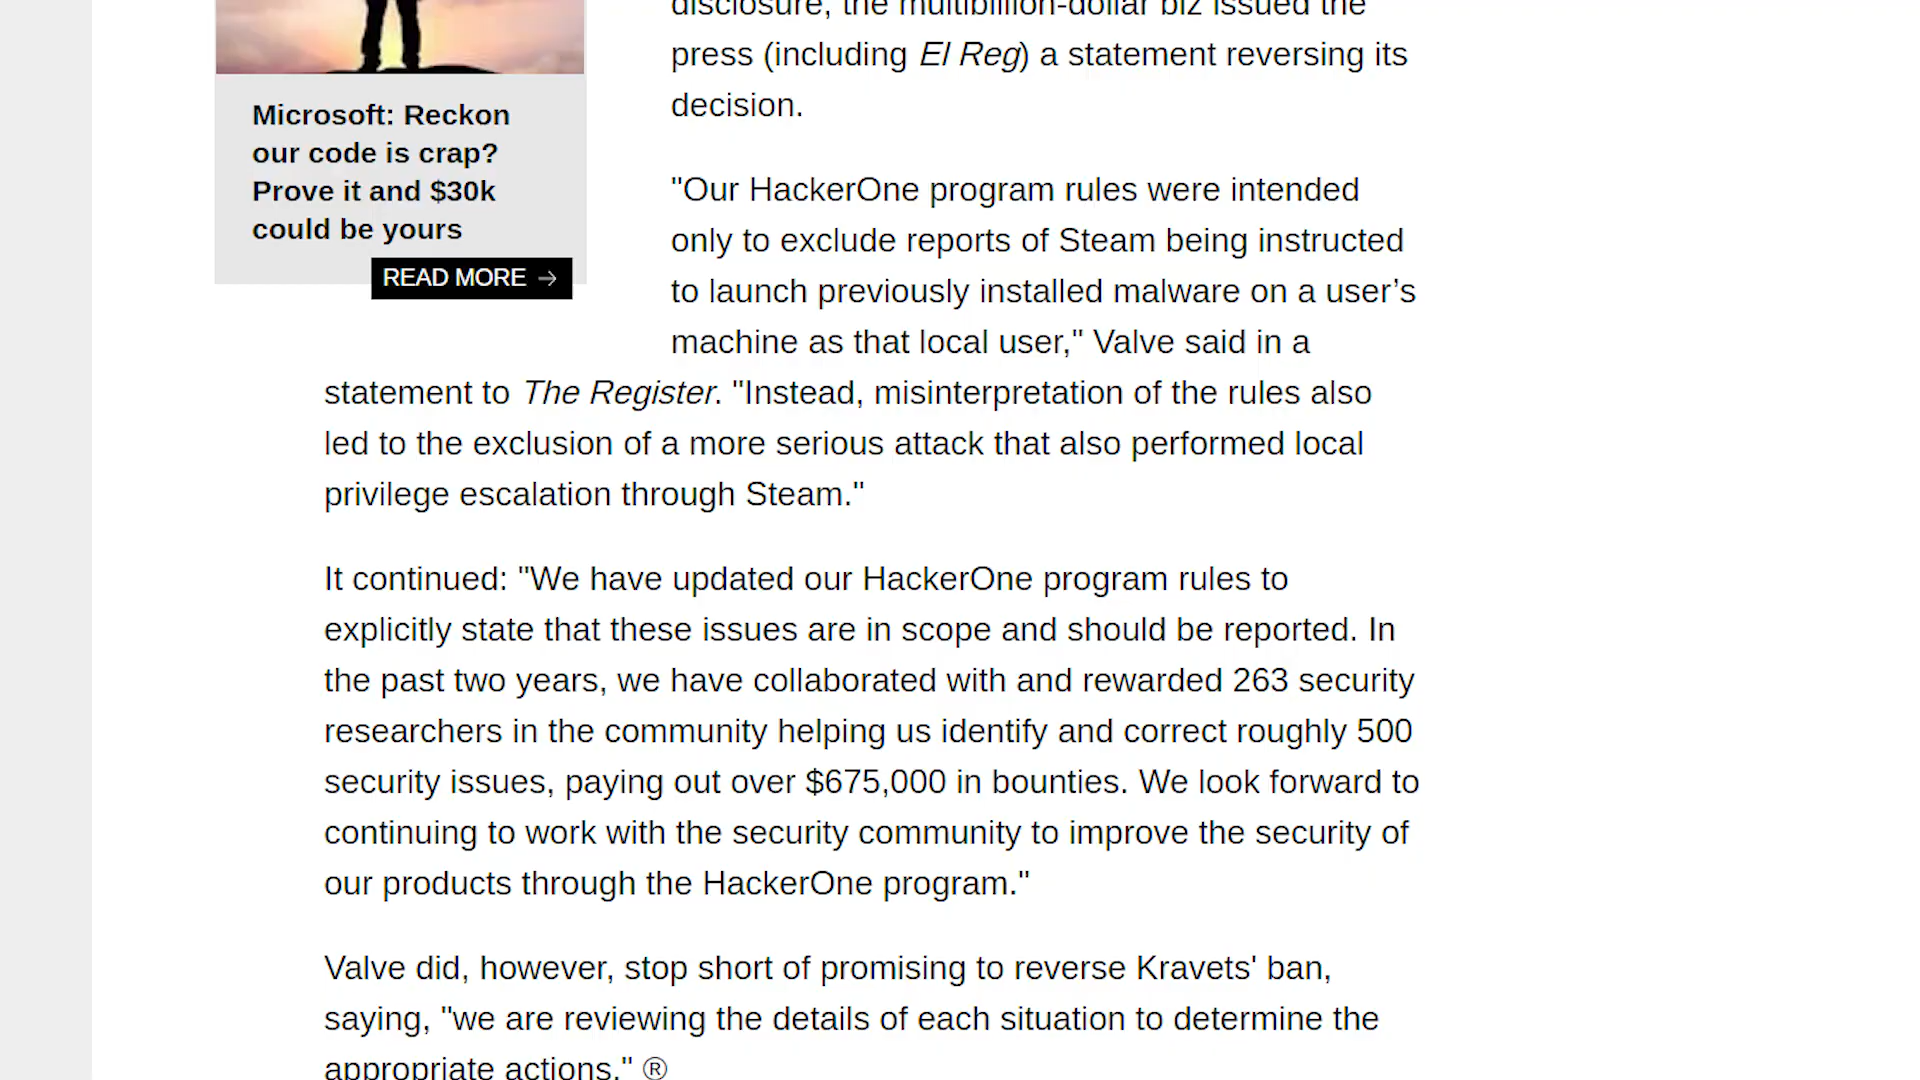 Microsoft: Reckon
our code is crap?
Prove it and $30k
could be yours
READ MORE →
disclosure, the multibillion-dollar biz issued the
press (including El Reg) a statement reversing its
decision.
"Our HackerOne program rules were intended
only to exclude reports of Steam being instructed
to launch previously installed malware on a user’s
machine as that local user," Valve said in a
statement to The Register. "Instead, misinterpretation of the rules also
led to the exclusion of a more serious attack that also performed local
privilege escalation through Steam."
It continued: "We have updated our HackerOne program rules to
explicitly state that these issues are in scope and should be reported. In
the past two years, we have collaborated with and rewarded 263 security
researchers in the community helping us identify and correct roughly 500
security issues, paying out over $675,000 in bounties. We look forward to
continuing to work with the security community to improve the security of
our products through the HackerOne program."
Valve did, however, stop short of promising to reverse Kravets' ban,
saying, "we are reviewing the details of each situation to determine the
appropriate actions." ®